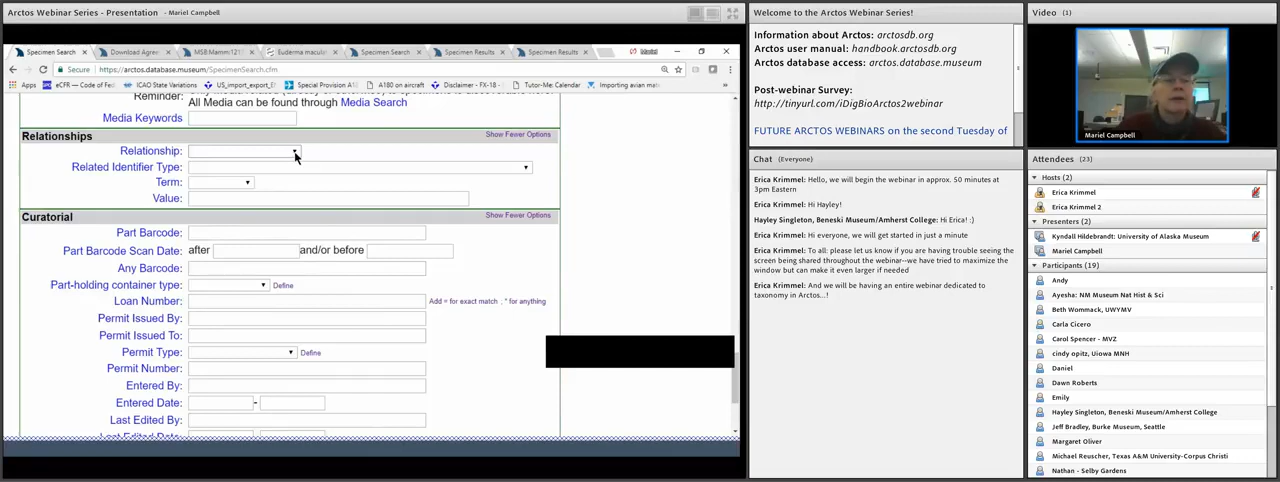 Arctos Webinar Series - Presentation - Mariel Campbell
Specimen Search
Download Agre
MSB:Mamm:121
Euderma macula
Specimen Search
Specimen Results
Specimen Results
Secure | https://arctos.database.museum/SpecimenSearch.cfm
Apps
eCFR — Code of Fed
ICAO State Variations
US_import_export_
Special Provision A1
A180 on aircraft
Disclaimer - FX-18 -
Tutor-Me: Calendar
Importing avian mat
All Media can be found through Media Search
Media Keywords
Relationships Show Fewer Options
Relationship:
Related Identifier Type:
Term:
Value:
Curatorial Show Fewer Options
Part Barcode:
Part Barcode Scan Date: after and/or before
Any Barcode:
Part-holding container type: Define
Loan Number: Add = for exact match ; * for anything
Permit Issued By:
Permit Issued To:
Permit Type: Define
Permit Number:
Entered By:
Entered Date: -
Last Edited By:
Last Edited Date:
Welcome to the Arctos Webinar Series!
Information about Arctos: arctosdb.org
Arctos user manual: handbook.arctosdb.org
Arctos database access: arctos.database.museum
Post-webinar Survey:
http://tinyurl.com/iDigBioArctos2webinar
FUTURE ARCTOS WEBINARS on the second Tuesday of
Chat (Everyone)
Erica Krimmel: Hello, we will begin the webinar in approx. 50 minutes at
3pm Eastern
Erica Krimmel: Hi Hayley!
Hayley Singleton, Beneski Museum/Amherst College: Hi Erica! :)
Erica Krimmel: Hi everyone, we will get started in just a minute
Erica Krimmel: To all: please let us know if you are having trouble seeing the
screen being shared throughout the webinar--we have tried to maximize the
window but can make it even larger if needed
Erica Krimmel: And we will be having an entire webinar dedicated to
taxonomy in Arctos...!
Video (1)
Mariel Campbell
Attendees (23)
Hosts (2)
Erica Krimmel
Erica Krimmel 2
Presenters (2)
Kyndall Hildebrandt: University of Alaska Museum
Mariel Campbell
Participants (19)
Andy
Ayesha: NM Museum Nat Hist & Sci
Beth Wommack, UWYMV
Carla Cicero
Carol Spencer - MVZ
cindy opitz, Uiowa MNH
Daniel
Dawn Roberts
Emily
Hayley Singleton, Beneski Museum/Amherst College
Jeff Bradley, Burke Museum, Seattle
Margaret Oliver
Michael Reuscher, Texas A&M University-Corpus Christi
Nathan - Selby Gardens